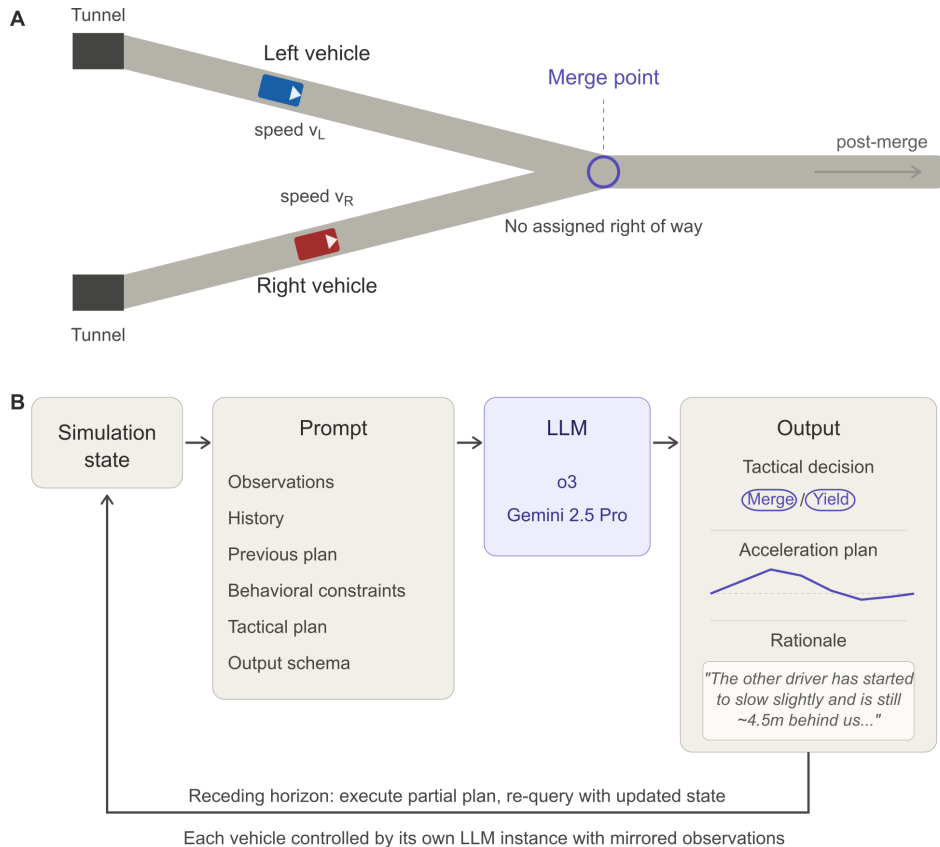 A
Tunnel
Left vehicle
speed v_L
Merge point
post-merge
speed v_R
No assigned right of way
Right vehicle
Tunnel
B
Simulation
state
Prompt
Observations
History
Previous plan
Behavioral constraints
Tactical plan
Output schema
LLM
o3
Gemini 2.5 Pro
Output
Tactical decision
Merge / Yield
Acceleration plan
Rationale
"The other driver has started
to slow slightly and is still
~4.5m behind us..."
Receding horizon: execute partial plan, re-query with updated state
Each vehicle controlled by its own LLM instance with mirrored observations